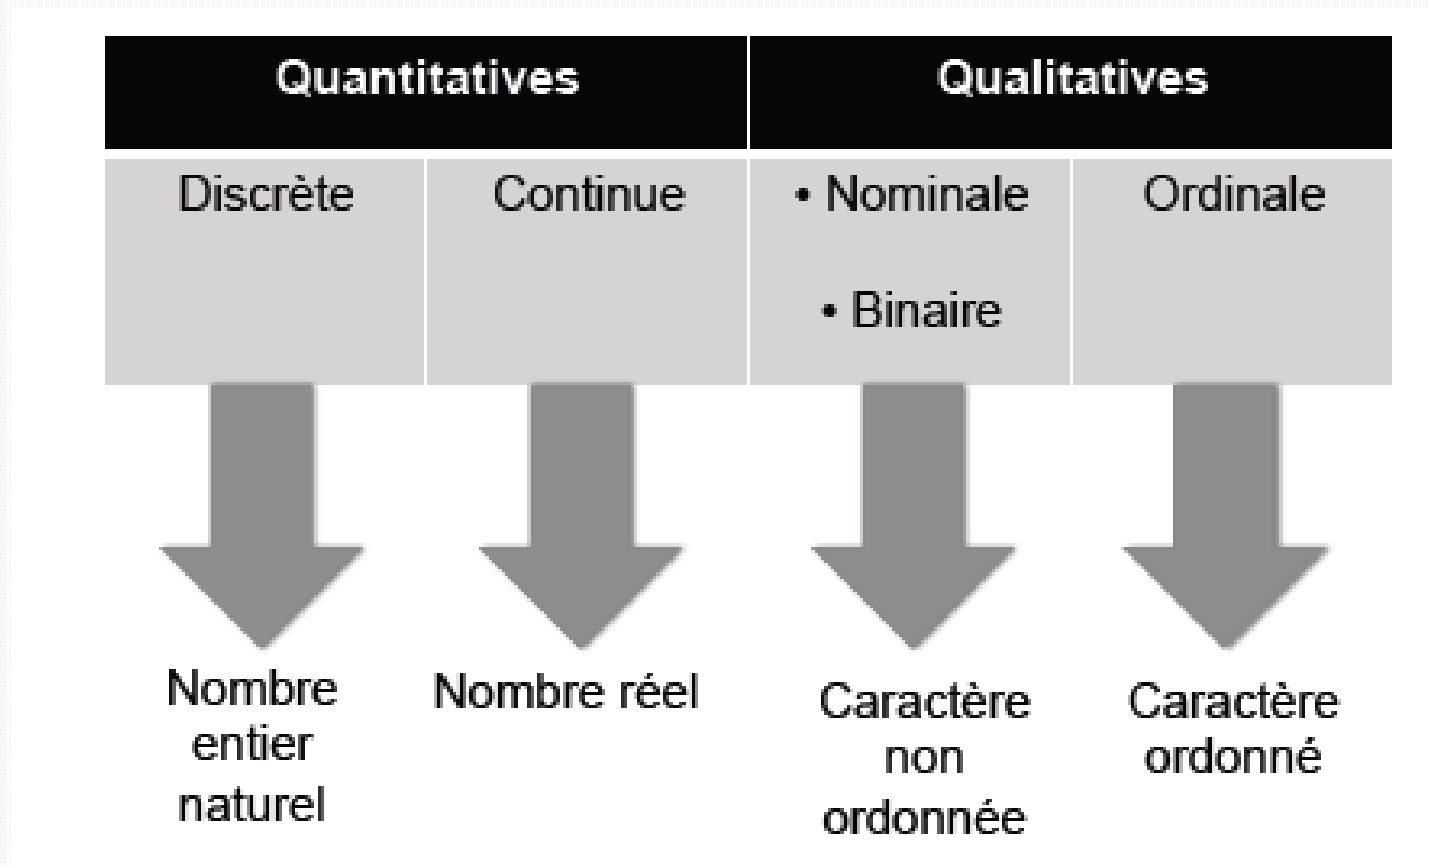 Quantitatives
Qualitatives
Discrète
Continue
• Nominale
• Binaire
Ordinale
Nombre
entier
naturel
Nombre réel
Caractère
non
ordonnée
Caractère
ordonné